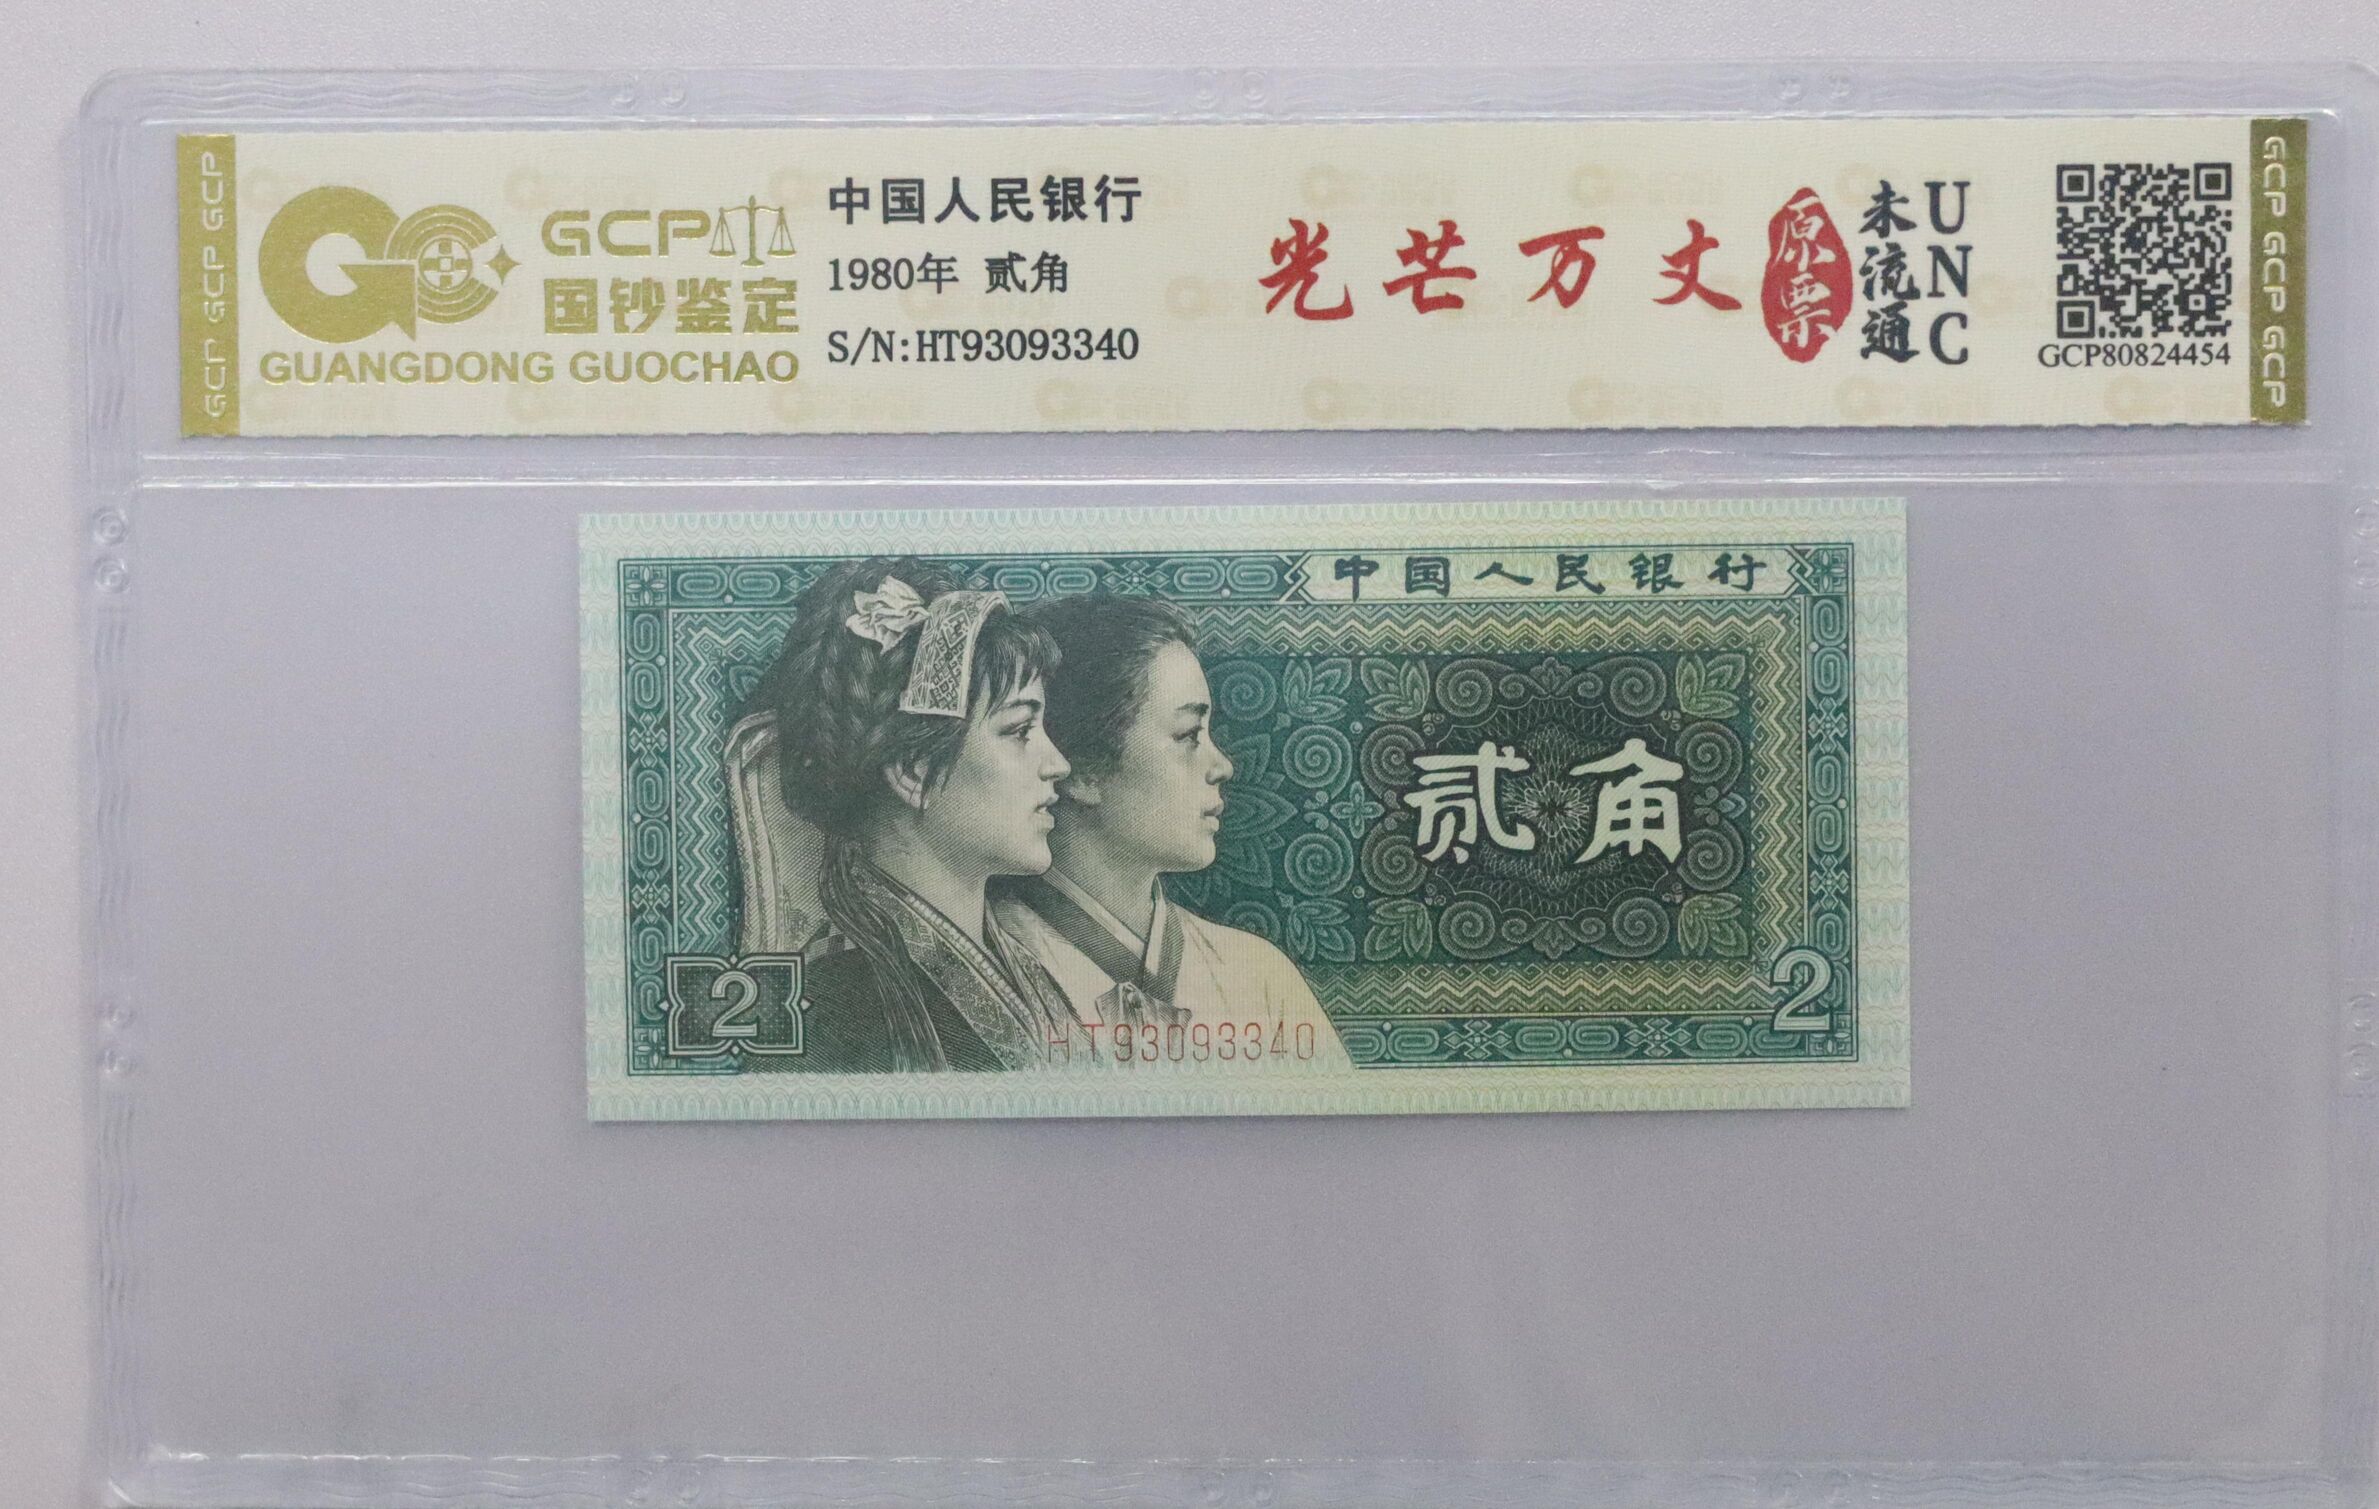 GCP GCP GCP
GCP
国钞鉴定
GUANGDONG GUOCHAO
中国人民银行
1980年 贰角
S/N:HT93093340
光芒万丈
原票
未流通
UNC
GCP80824454
GCP GCP GCP
中国人民银行
贰角
2
2
HT93093340